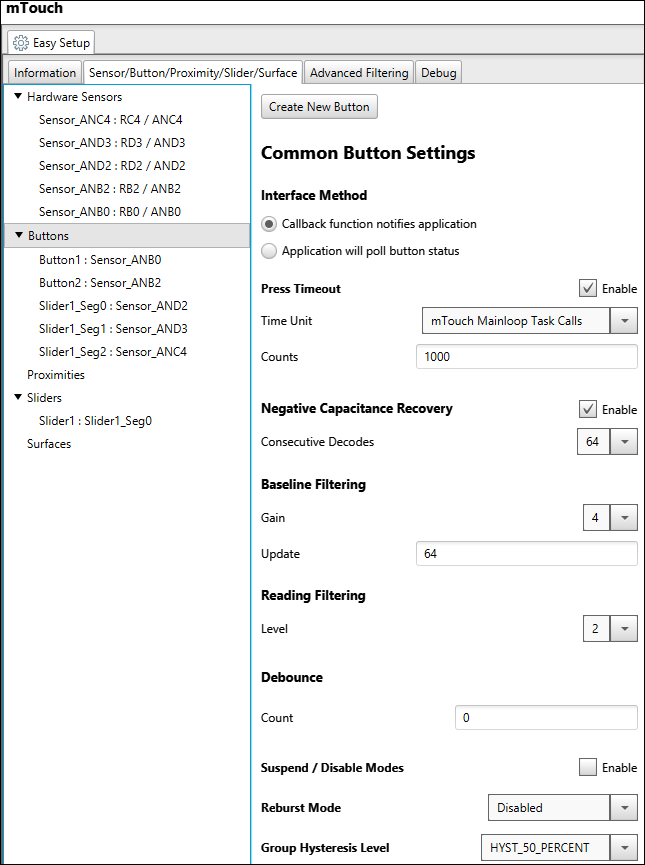 mTouch
Easy Setup
Information
Sensor/Button/Proximity/Slider/Surface
Advanced Filtering
Debug
Hardware Sensors
Sensor_ANC4 : RC4 / ANC4
Sensor_AND3 : RD3 / AND3
Sensor_AND2 : RD2 / AND2
Sensor_ANB2 : RB2 / ANB2
Sensor_ANB0 : RB0 / ANB0
Buttons
Button1 : Sensor_ANB0
Button2 : Sensor_ANB2
Slider1_Seg0 : Sensor_AND2
Slider1_Seg1 : Sensor_AND3
Slider1_Seg2 : Sensor_ANC4
Proximities
Sliders
Slider1 : Slider1_Seg0
Surfaces
Create New Button
Common Button Settings
Interface Method
Callback function notifies application
Application will poll button status
Press Timeout Enable
Time Unit mTouch Mainloop Task Calls
Counts 1000
Negative Capacitance Recovery Enable
Consecutive Decodes 64
Baseline Filtering
Gain 4
Update 64
Reading Filtering
Level 2
Debounce
Count 0
Suspend / Disable Modes Enable
Reburst Mode Disabled
Group Hysteresis Level HYST_50_PERCENT